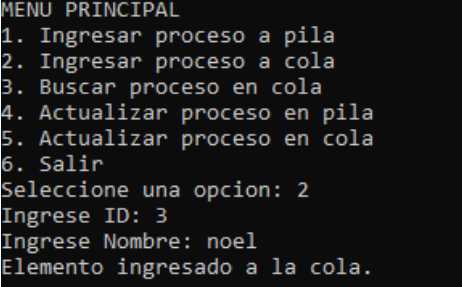 MENU PRINCIPAL
1. Ingresar proceso a pila
2. Ingresar proceso a cola
3. Buscar proceso en cola
4. Actualizar proceso en pila
5. Actualizar proceso en cola
6. Salir
Seleccione una opcion: 2
Ingrese ID: 3
Ingrese Nombre: noel
Elemento ingresado a la cola.